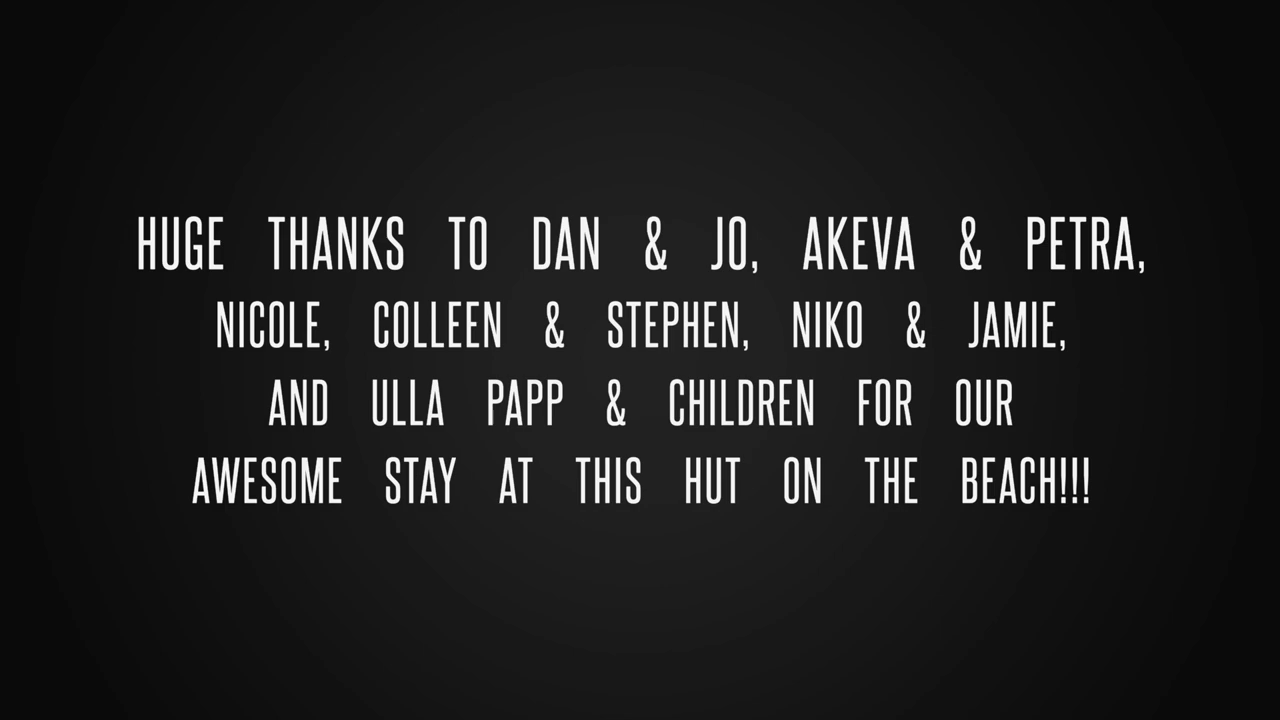 HUGE THANKS TO DAN & JO, AKEVA & PETRA,
NICOLE, COLLEEN & STEPHEN, NIKO & JAMIE,
AND ULLA PAPP & CHILDREN FOR OUR
AWESOME STAY AT THIS HUT ON THE BEACH!!!